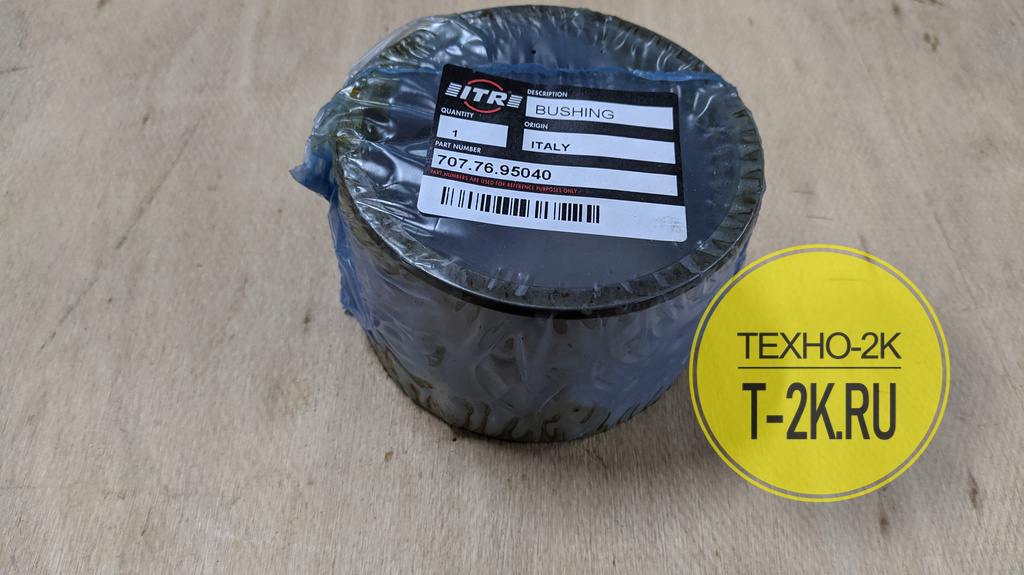 ITR
DESCRIPTION
BUSHING
QUANTITY
1
ORIGIN
ITALY
PART NUMBER
707.76.95040
PART NUMBERS ARE USED FOR REFERENCE PURPOSES ONLY
ТЕХНО-2К
T-2K.RU